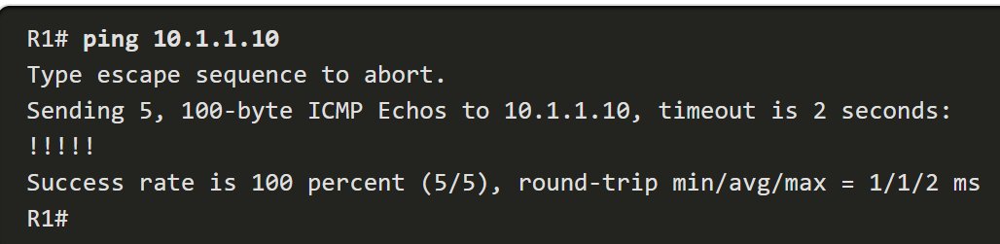 R1# ping 10.1.1.10
Type escape sequence to abort.
Sending 5, 100-byte ICMP Echos to 10.1.1.10, timeout is 2 seconds:
!!!!!
Success rate is 100 percent (5/5), round-trip min/avg/max = 1/1/2 ms
R1#